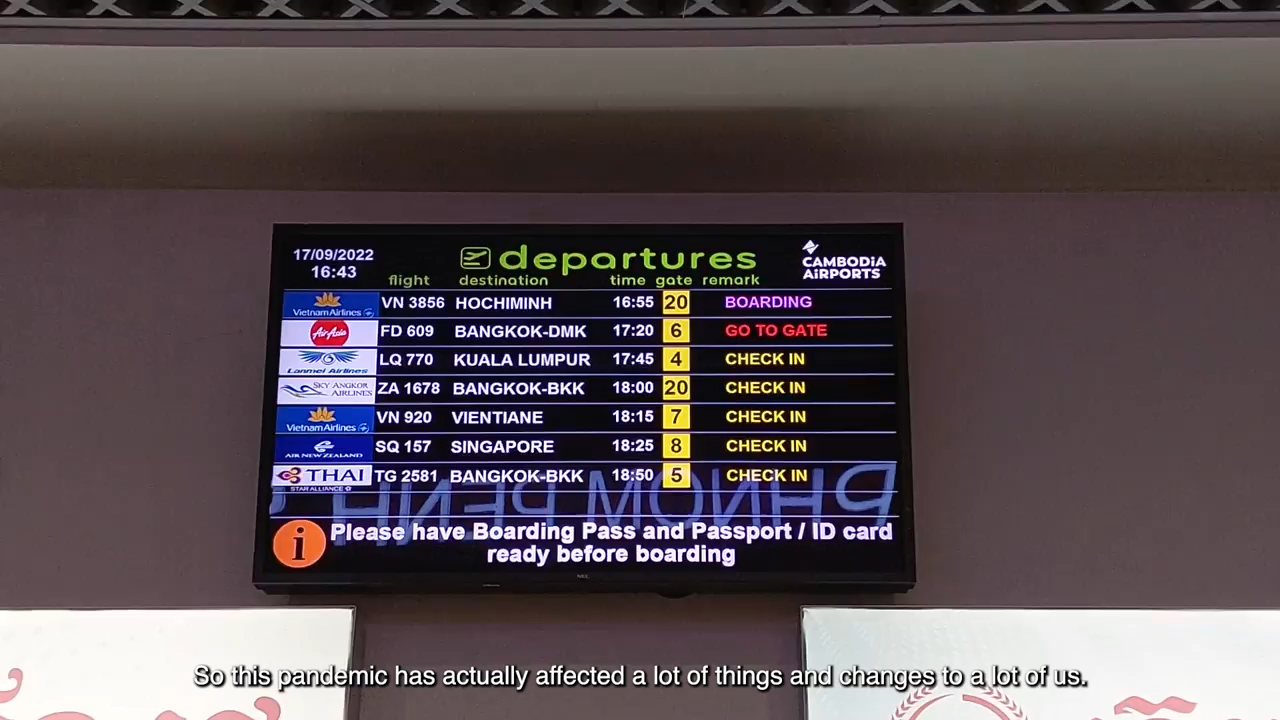 17/09/2022
16:43
departures
CAMBODiA
AiRPORTS
flight destination time gate remark
Vietnam Airlines VN 3856 HOCHIMINH 16:55 20 BOARDING
AirAsia FD 609 BANGKOK-DMK 17:20 6 GO TO GATE
Lanmei Airlines LQ 770 KUALA LUMPUR 17:45 4 CHECK IN
SKY ANGKOR AIRLINES ZA 1678 BANGKOK-BKK 18:00 20 CHECK IN
Vietnam Airlines VN 920 VIENTIANE 18:15 7 CHECK IN
AIR NEW ZEALAND SQ 157 SINGAPORE 18:25 8 CHECK IN
THAI TG 2581 BANGKOK-BKK 18:50 5 CHECK IN
STAR ALLIANCE
PHNOM PENH
i Please have Boarding Pass and Passport / ID card
ready before boarding
NEC
So this pandemic has actually affected a lot of things and changes to a lot of us.